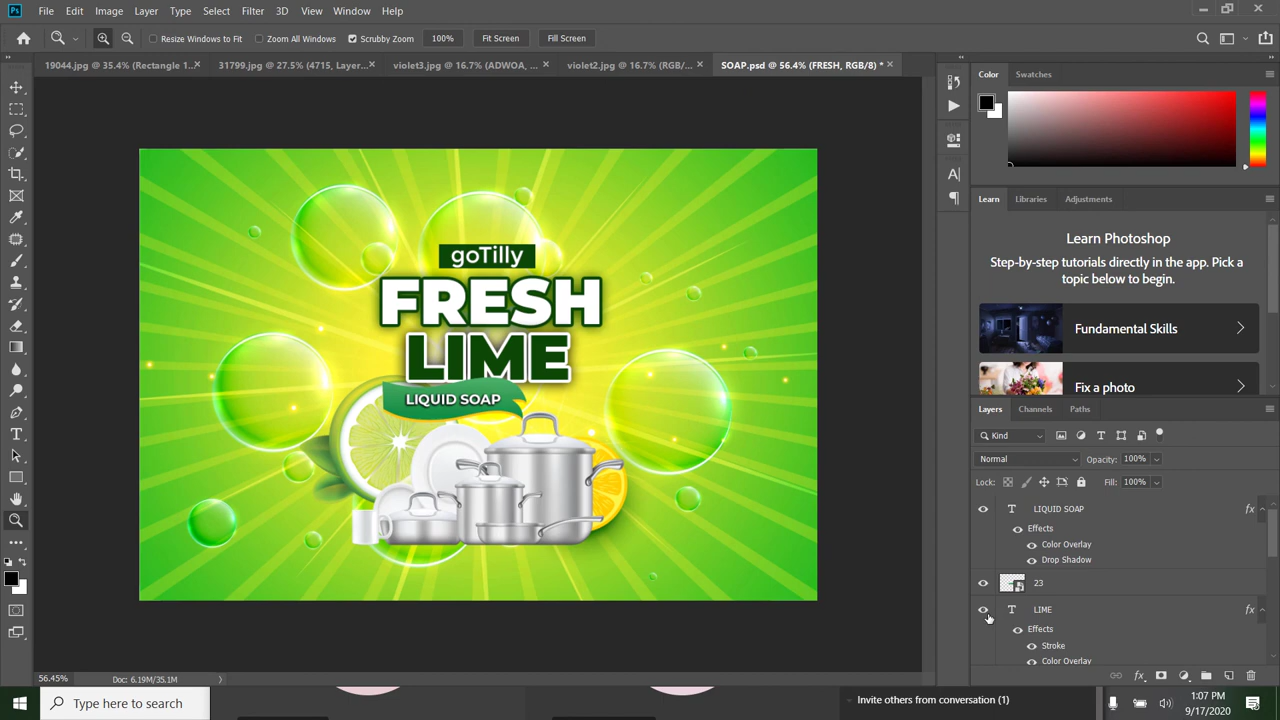 Ps File Edit Image Layer Type Select Filter 3D View Window Help
Resize Windows to Fit Zoom All Windows Scrubby Zoom 100% Fit Screen Fill Screen
19044.jpg @ 35.4% (Rectangle 1... 31799.jpg @ 27.5% (4715, Layer... violet3.jpg @ 16.7% (ADWOA, ... violet2.jpg @ 16.7% (RGB/... SOAP.psd @ 56.4% (FRESH, RGB/8) *
Color Swatches
Learn Libraries Adjustments
Learn Photoshop
Step-by-step tutorials directly in the app. Pick a
topic below to begin.
Fundamental Skills
Fix a photo
goTilly
FRESH
LIME
LIQUID SOAP
Layers Channels Paths
Kind
Normal Opacity: 100%
Lock: Fill: 100%
LIQUID SOAP fx
Effects
Color Overlay
Drop Shadow
23
LIME fx
Effects
Stroke
Color Overlay
56.45% Doc: 6.19M/35.1M
Type here to search
Invite others from conversation (1)
1:07 PM
9/17/2020